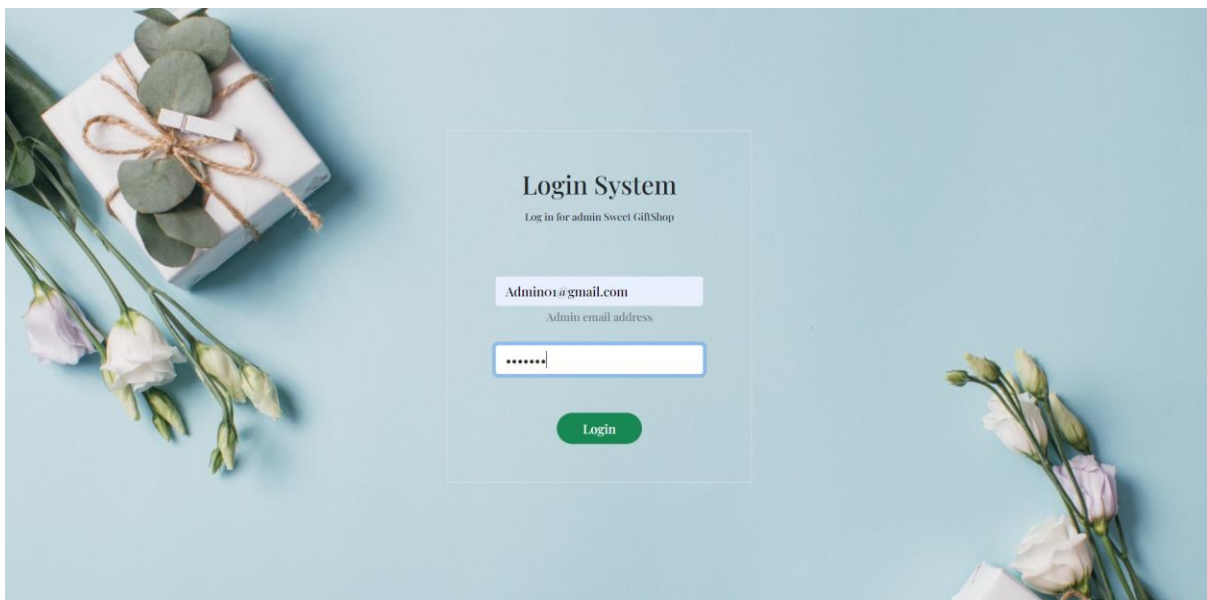 Login System
Log in for admin Sweet GiftShop
Admin01@gmail.com
Admin email address
•••••••
Login